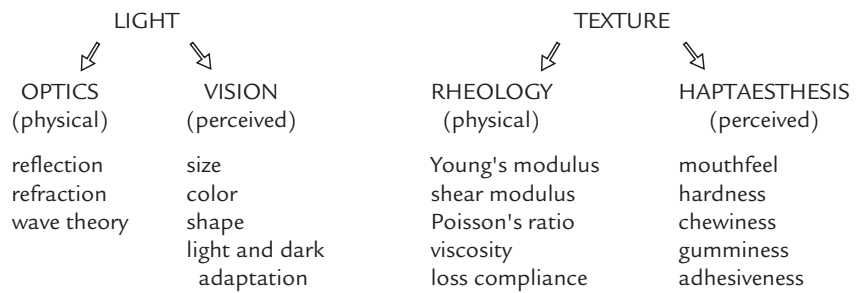 LIGHT
OPTICS
(physical)
reflection
refraction
wave theory
VISION
(perceived)
size
color
shape
light and dark
adaptation
TEXTURE
RHEOLOGY
(physical)
Young's modulus
shear modulus
Poisson's ratio
viscosity
loss compliance
HAPTAESTHESIS
(perceived)
mouthfeel
hardness
chewiness
gumminess
adhesiveness